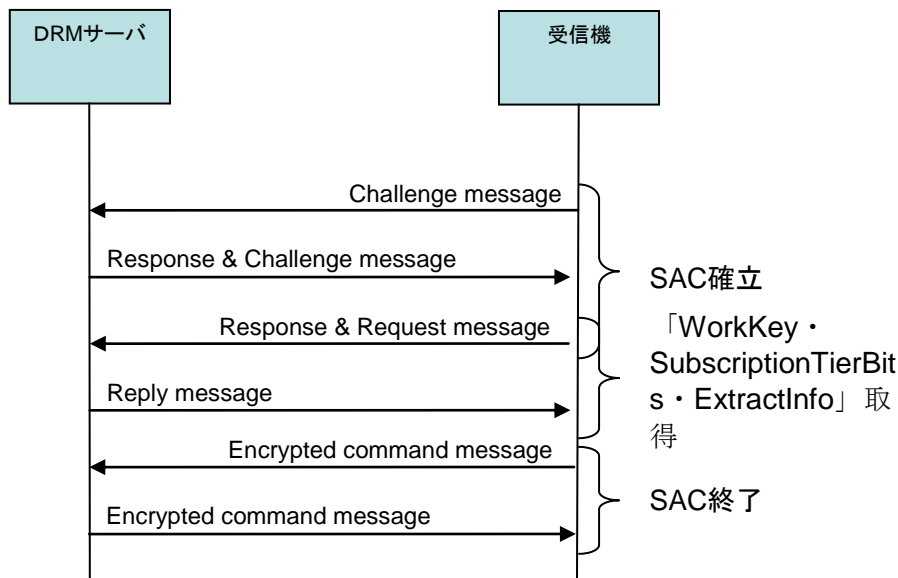 DRMサーバ
受信機
Challenge message
Response & Challenge message
SAC確立
Response & Request message
「WorkKey・
SubscriptionTierBit
s・ExtractInfo」取
得
Reply message
Encrypted command message
SAC終了
Encrypted command message